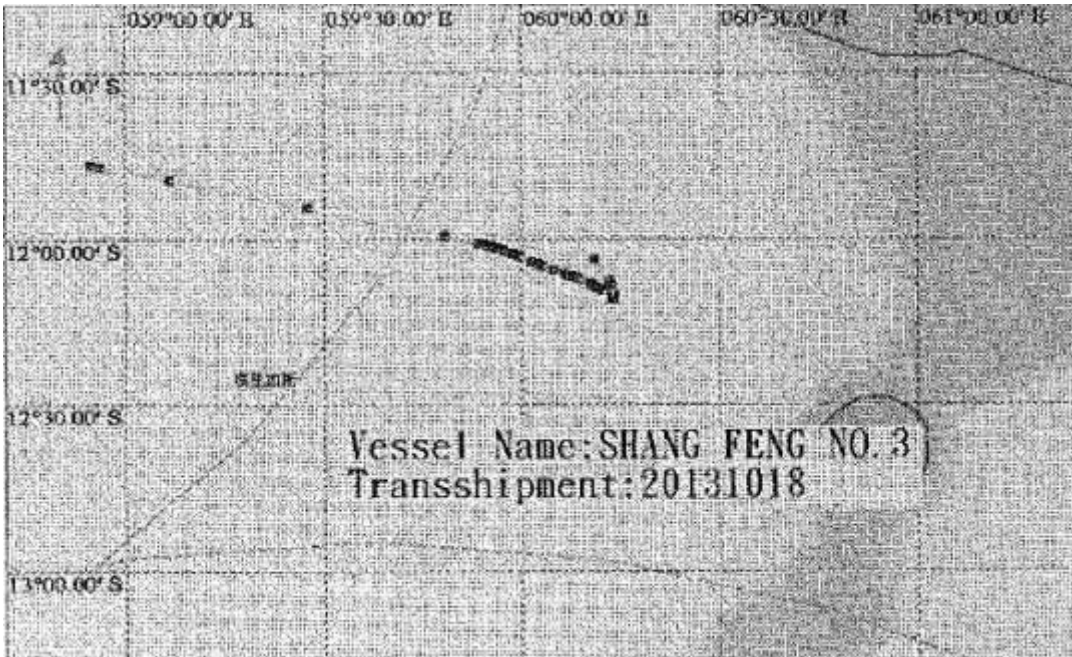 059°00.00' E 059°30.00' E 060°00.00' E 060°30.00' E 061°00.00' E
11°30.00' S
12°00.00' S
12°30.00' S
Vessel Name:SHANG FENG NO.3
Transshipment:20131018
13°00.00' S